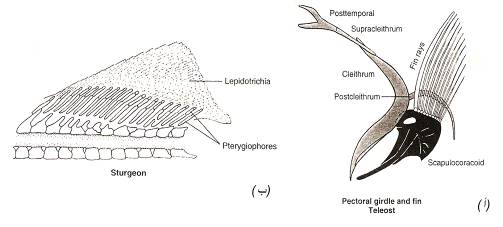 Posttemporal
Supracleithrum
Fin rays
Cleithrum
Postcleithrum
Scapulocoracoid
Pectoral girdle and fin
Teleost
(أ)
Lepidotrichia
Pterygiophores
Sturgeon
(ب)